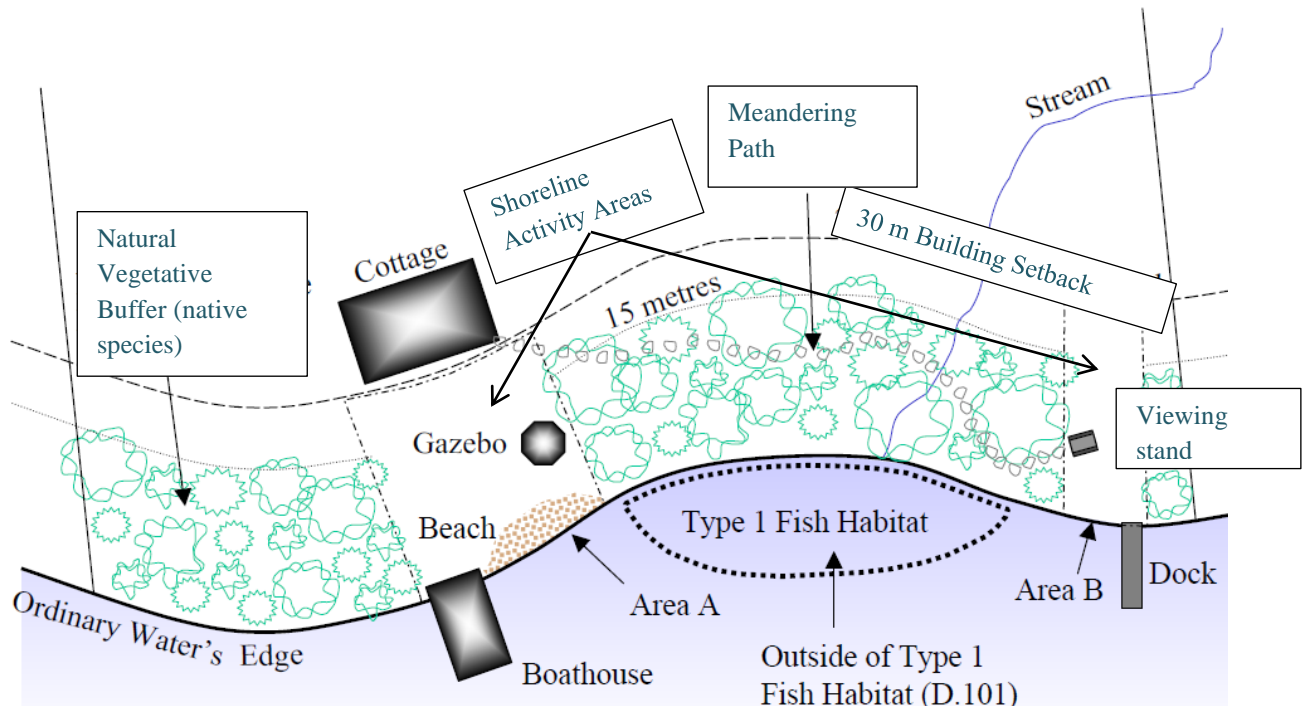 Stream
Meandering
Path
Shoreline
Activity Areas
30 m Building Setback
Natural
Vegetative
Buffer (native
species)
Cottage
15 metres
Gazebo
Viewing
stand
Beach
Type 1 Fish Habitat
Area A
Area B
Dock
Ordinary Water's Edge
Boathouse
Outside of Type 1
Fish Habitat (D.101)